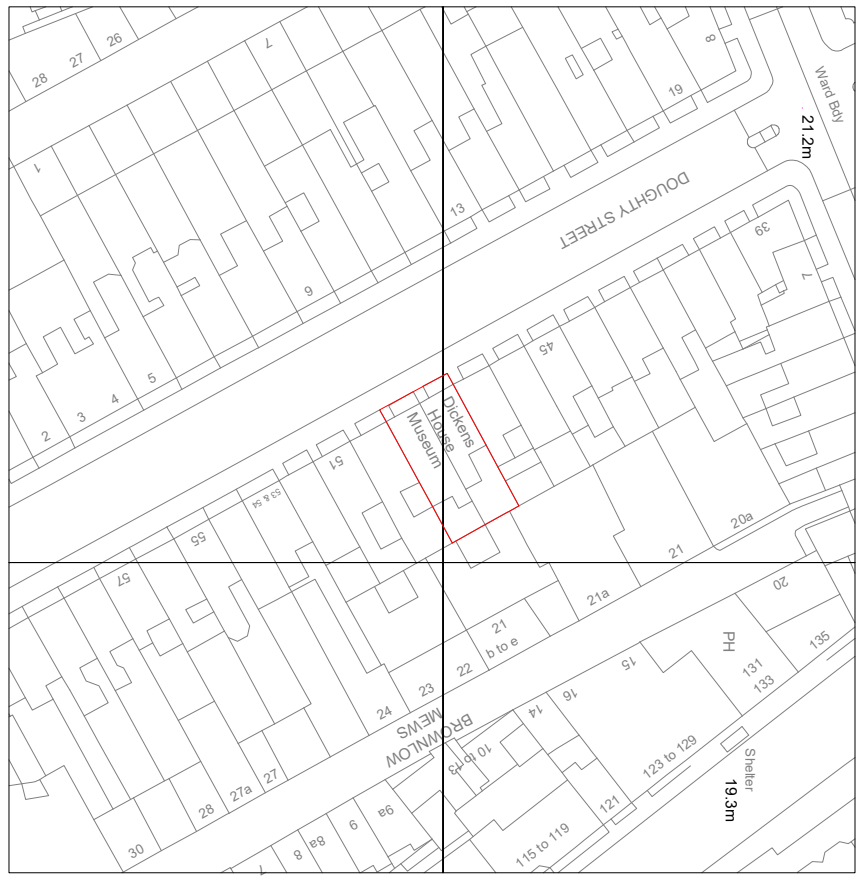 28
27
26
7
1
8
19
Ward Bdy
21.2m
13
DOUGHTY STREET
39
7
9
5
4
3
2
45
Dickens
House
Museum
51
53 & 54
55
57
20a
21
21a
20
21
b to e
22
23
24
BROWNLOW
MEWS
15
PH
131
133
135
16
14
10 to 13
123 to 129
Shelter
19.3m
121
115 to 119
27
27a
28
30
9a
9
8a
8
7